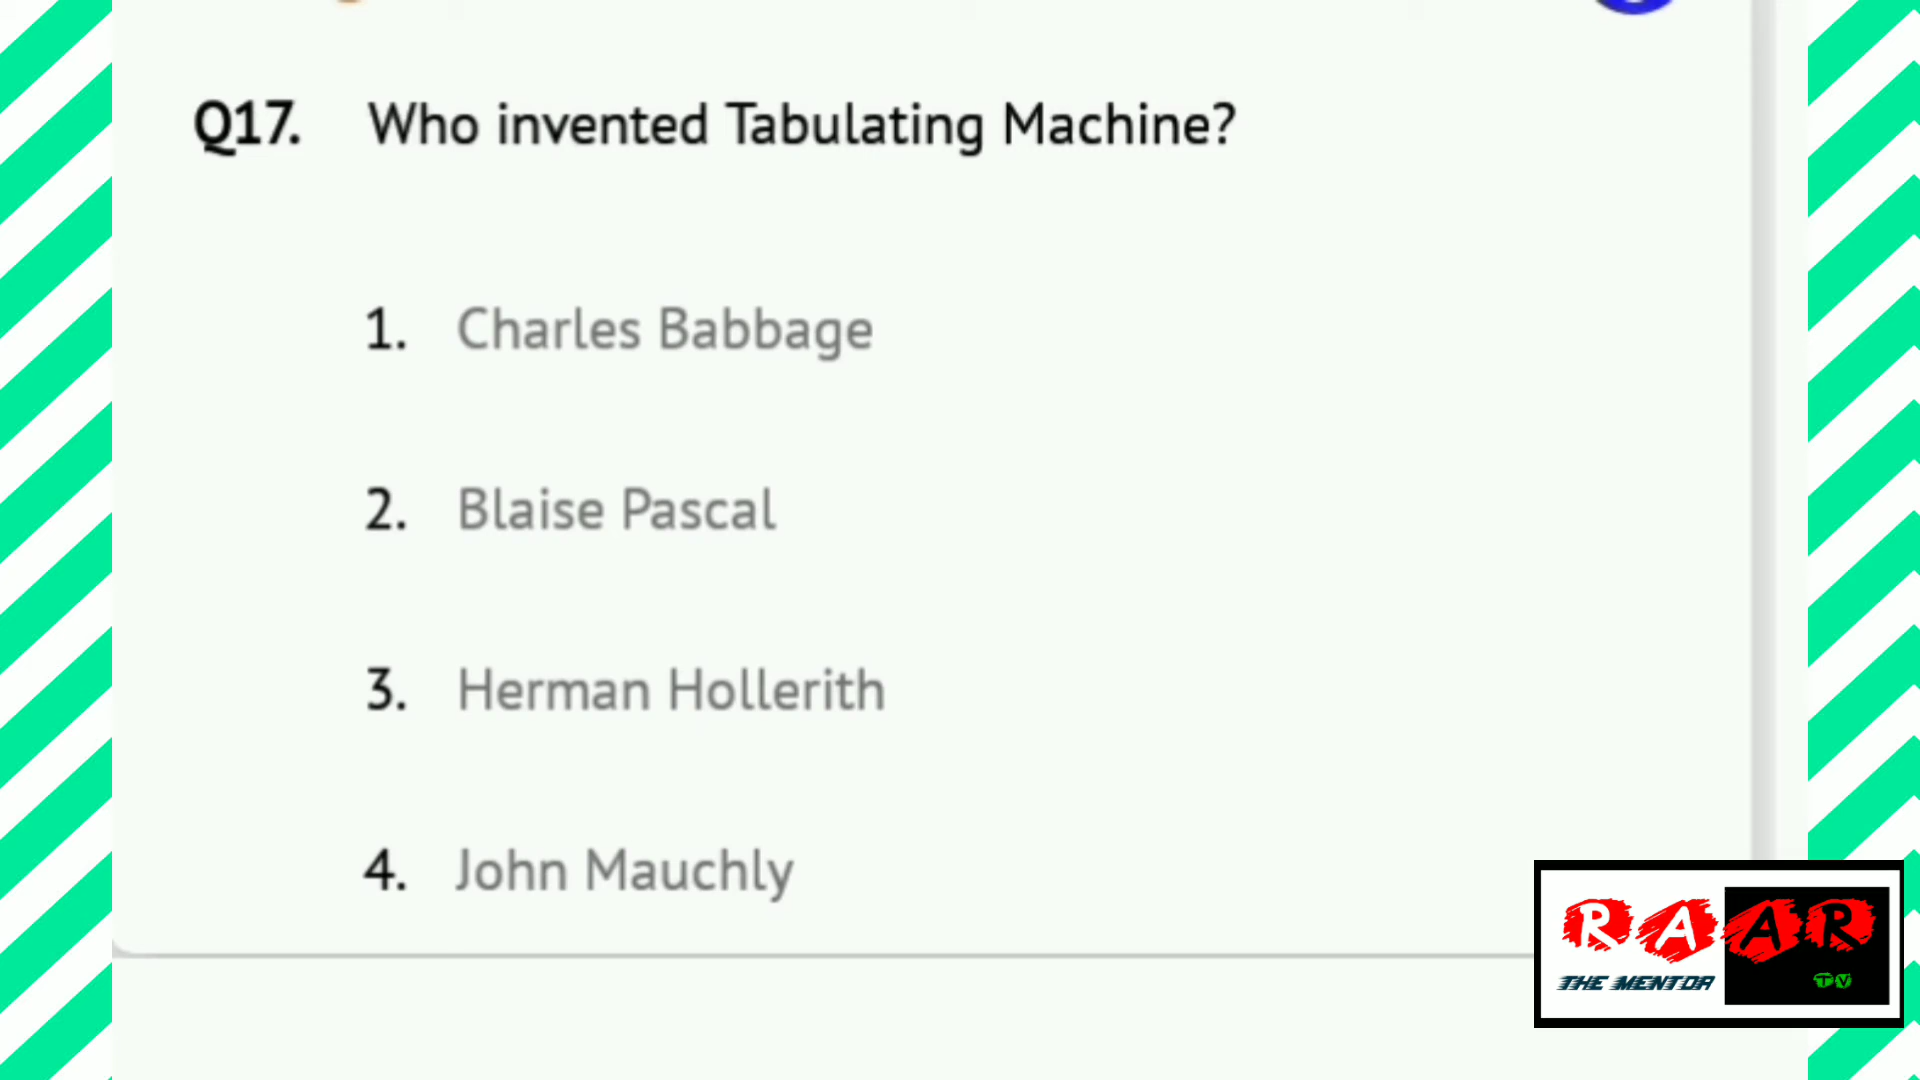 Q17. Who invented Tabulating Machine?
1. Charles Babbage
2. Blaise Pascal
3. Herman Hollerith
4. John Mauchly
RAAR
THE MENTOR TV